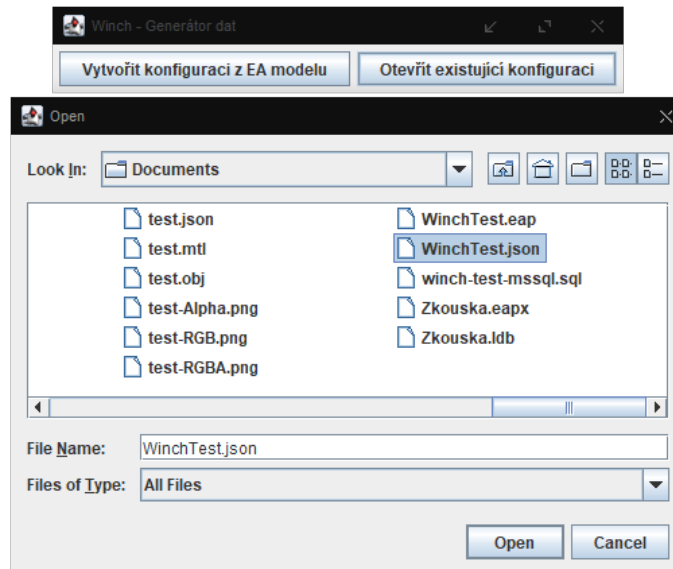 Winch - Generátor dat
Vytvořit konfiguraci z EA modelu
Otevřít existující konfiguraci
Open
Look In:
Documents
test.json
test.mtl
test.obj
test-Alpha.png
test-RGB.png
test-RGBA.png
WinchTest.eap
WinchTest.json
winch-test-mssql.sql
Zkouska.eapx
Zkouska.ldb
File Name:
WinchTest.json
Files of Type:
All Files
Open
Cancel